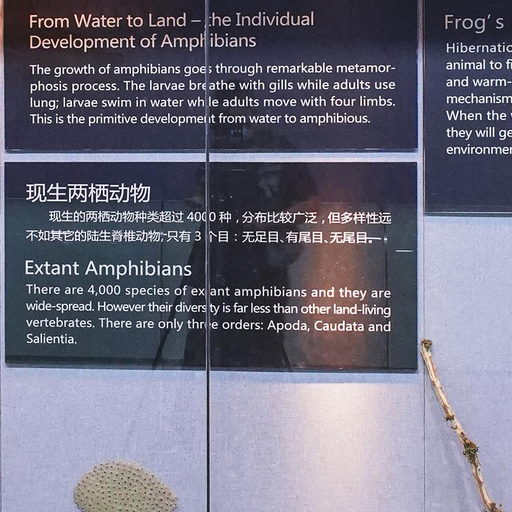 From Water to Land – the Individual
Development of Amphibians
The growth of amphibians goes through remarkable metamor-
phosis process. The larvae breathe with gills while adults use
lung; larvae swim in water while adults move with four limbs.
This is the primitive development from water to amphibious.
现生两栖动物
现生的两栖动物种类超过 4000 种，分布比较广泛，但多样性远
不如其它的陆生脊椎动物，只有 3 个目：无足目、有尾目、无尾目。
Extant Amphibians
There are 4,000 species of extant amphibians and they are
wide-spread. However their diversity is far less than other land-living
vertebrates. There are only three orders: Apoda, Caudata and
Salientia.
Frog's
Hibernatio
animal to fi
and warm-
mechanism
When the
they will ge
environmen